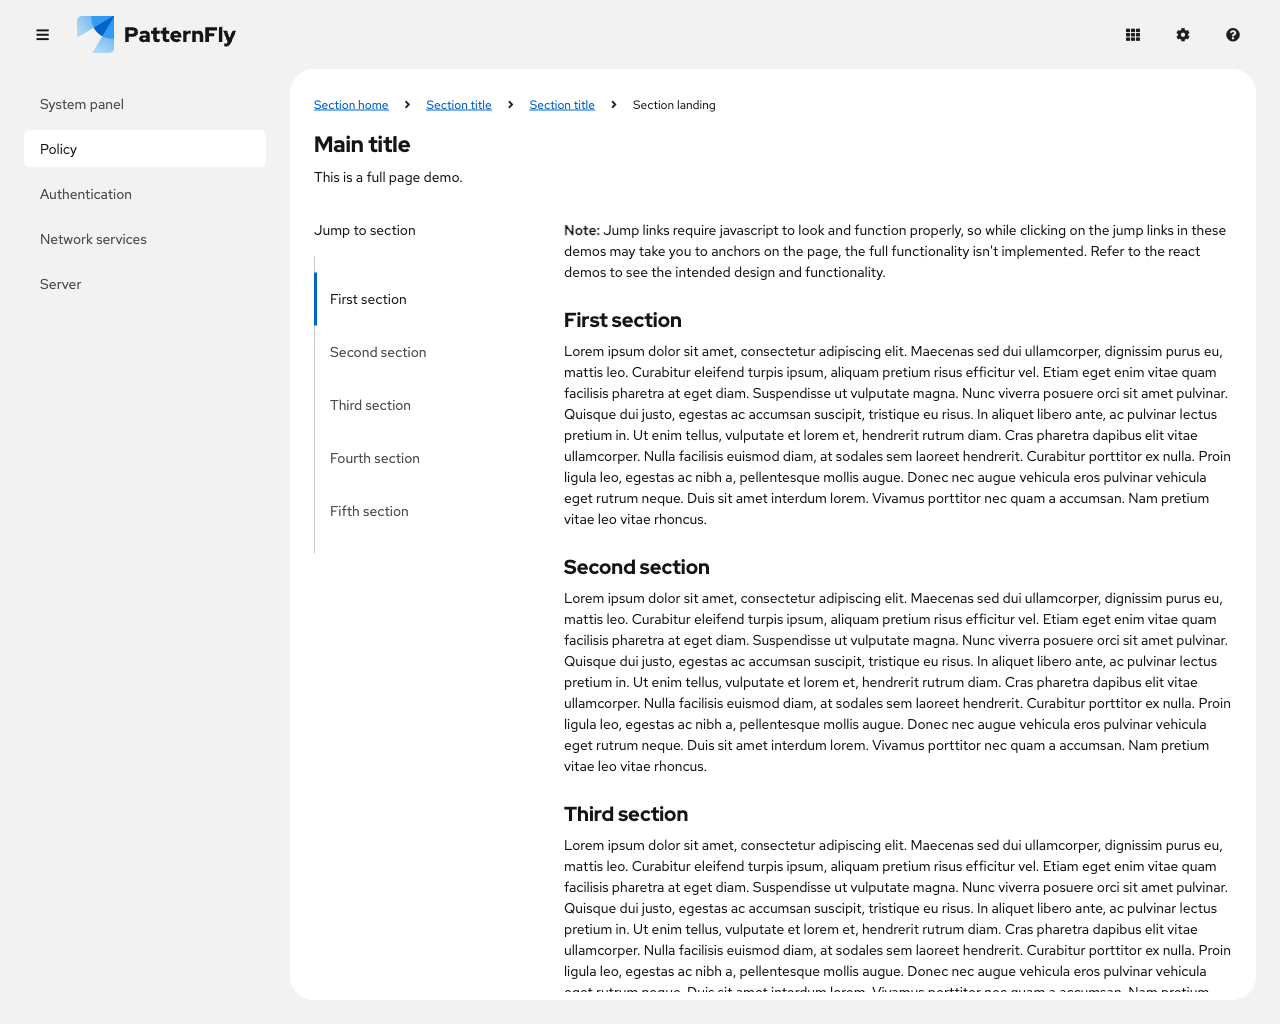 PatternFly
System panel
Policy
Authentication
Network services
Server
Section home
Section title
Section title
Section landing
Main title
This is a full page demo.
Jump to section
First section
Second section
Third section
Fourth section
Fifth section
Note: Jump links require javascript to look and function properly, so while clicking on the jump links in these
demos may take you to anchors on the page, the full functionality isn't implemented. Refer to the react
demos to see the intended design and functionality.
First section
Lorem ipsum dolor sit amet, consectetur adipiscing elit. Maecenas sed dui ullamcorper, dignissim purus eu,
mattis leo. Curabitur eleifend turpis ipsum, aliquam pretium risus efficitur vel. Etiam eget enim vitae quam
facilisis pharetra at eget diam. Suspendisse ut vulputate magna. Nunc viverra posuere orci sit amet pulvinar.
Quisque dui justo, egestas ac accumsan suscipit, tristique eu risus. In aliquet libero ante, ac pulvinar lectus
pretium in. Ut enim tellus, vulputate et lorem et, hendrerit rutrum diam. Cras pharetra dapibus elit vitae
ullamcorper. Nulla facilisis euismod diam, at sodales sem laoreet hendrerit. Curabitur porttitor ex nulla. Proin
ligula leo, egestas ac nibh a, pellentesque mollis augue. Donec nec augue vehicula eros pulvinar vehicula
eget rutrum neque. Duis sit amet interdum lorem. Vivamus porttitor nec quam a accumsan. Nam pretium
vitae leo vitae rhoncus.
Second section
Lorem ipsum dolor sit amet, consectetur adipiscing elit. Maecenas sed dui ullamcorper, dignissim purus eu,
mattis leo. Curabitur eleifend turpis ipsum, aliquam pretium risus efficitur vel. Etiam eget enim vitae quam
facilisis pharetra at eget diam. Suspendisse ut vulputate magna. Nunc viverra posuere orci sit amet pulvinar.
Quisque dui justo, egestas ac accumsan suscipit, tristique eu risus. In aliquet libero ante, ac pulvinar lectus
pretium in. Ut enim tellus, vulputate et lorem et, hendrerit rutrum diam. Cras pharetra dapibus elit vitae
ullamcorper. Nulla facilisis euismod diam, at sodales sem laoreet hendrerit. Curabitur porttitor ex nulla. Proin
ligula leo, egestas ac nibh a, pellentesque mollis augue. Donec nec augue vehicula eros pulvinar vehicula
eget rutrum neque. Duis sit amet interdum lorem. Vivamus porttitor nec quam a accumsan. Nam pretium
vitae leo vitae rhoncus.
Third section
Lorem ipsum dolor sit amet, consectetur adipiscing elit. Maecenas sed dui ullamcorper, dignissim purus eu,
mattis leo. Curabitur eleifend turpis ipsum, aliquam pretium risus efficitur vel. Etiam eget enim vitae quam
facilisis pharetra at eget diam. Suspendisse ut vulputate magna. Nunc viverra posuere orci sit amet pulvinar.
Quisque dui justo, egestas ac accumsan suscipit, tristique eu risus. In aliquet libero ante, ac pulvinar lectus
pretium in. Ut enim tellus, vulputate et lorem et, hendrerit rutrum diam. Cras pharetra dapibus elit vitae
ullamcorper. Nulla facilisis euismod diam, at sodales sem laoreet hendrerit. Curabitur porttitor ex nulla. Proin
ligula leo, egestas ac nibh a, pellentesque mollis augue. Donec nec augue vehicula eros pulvinar vehicula